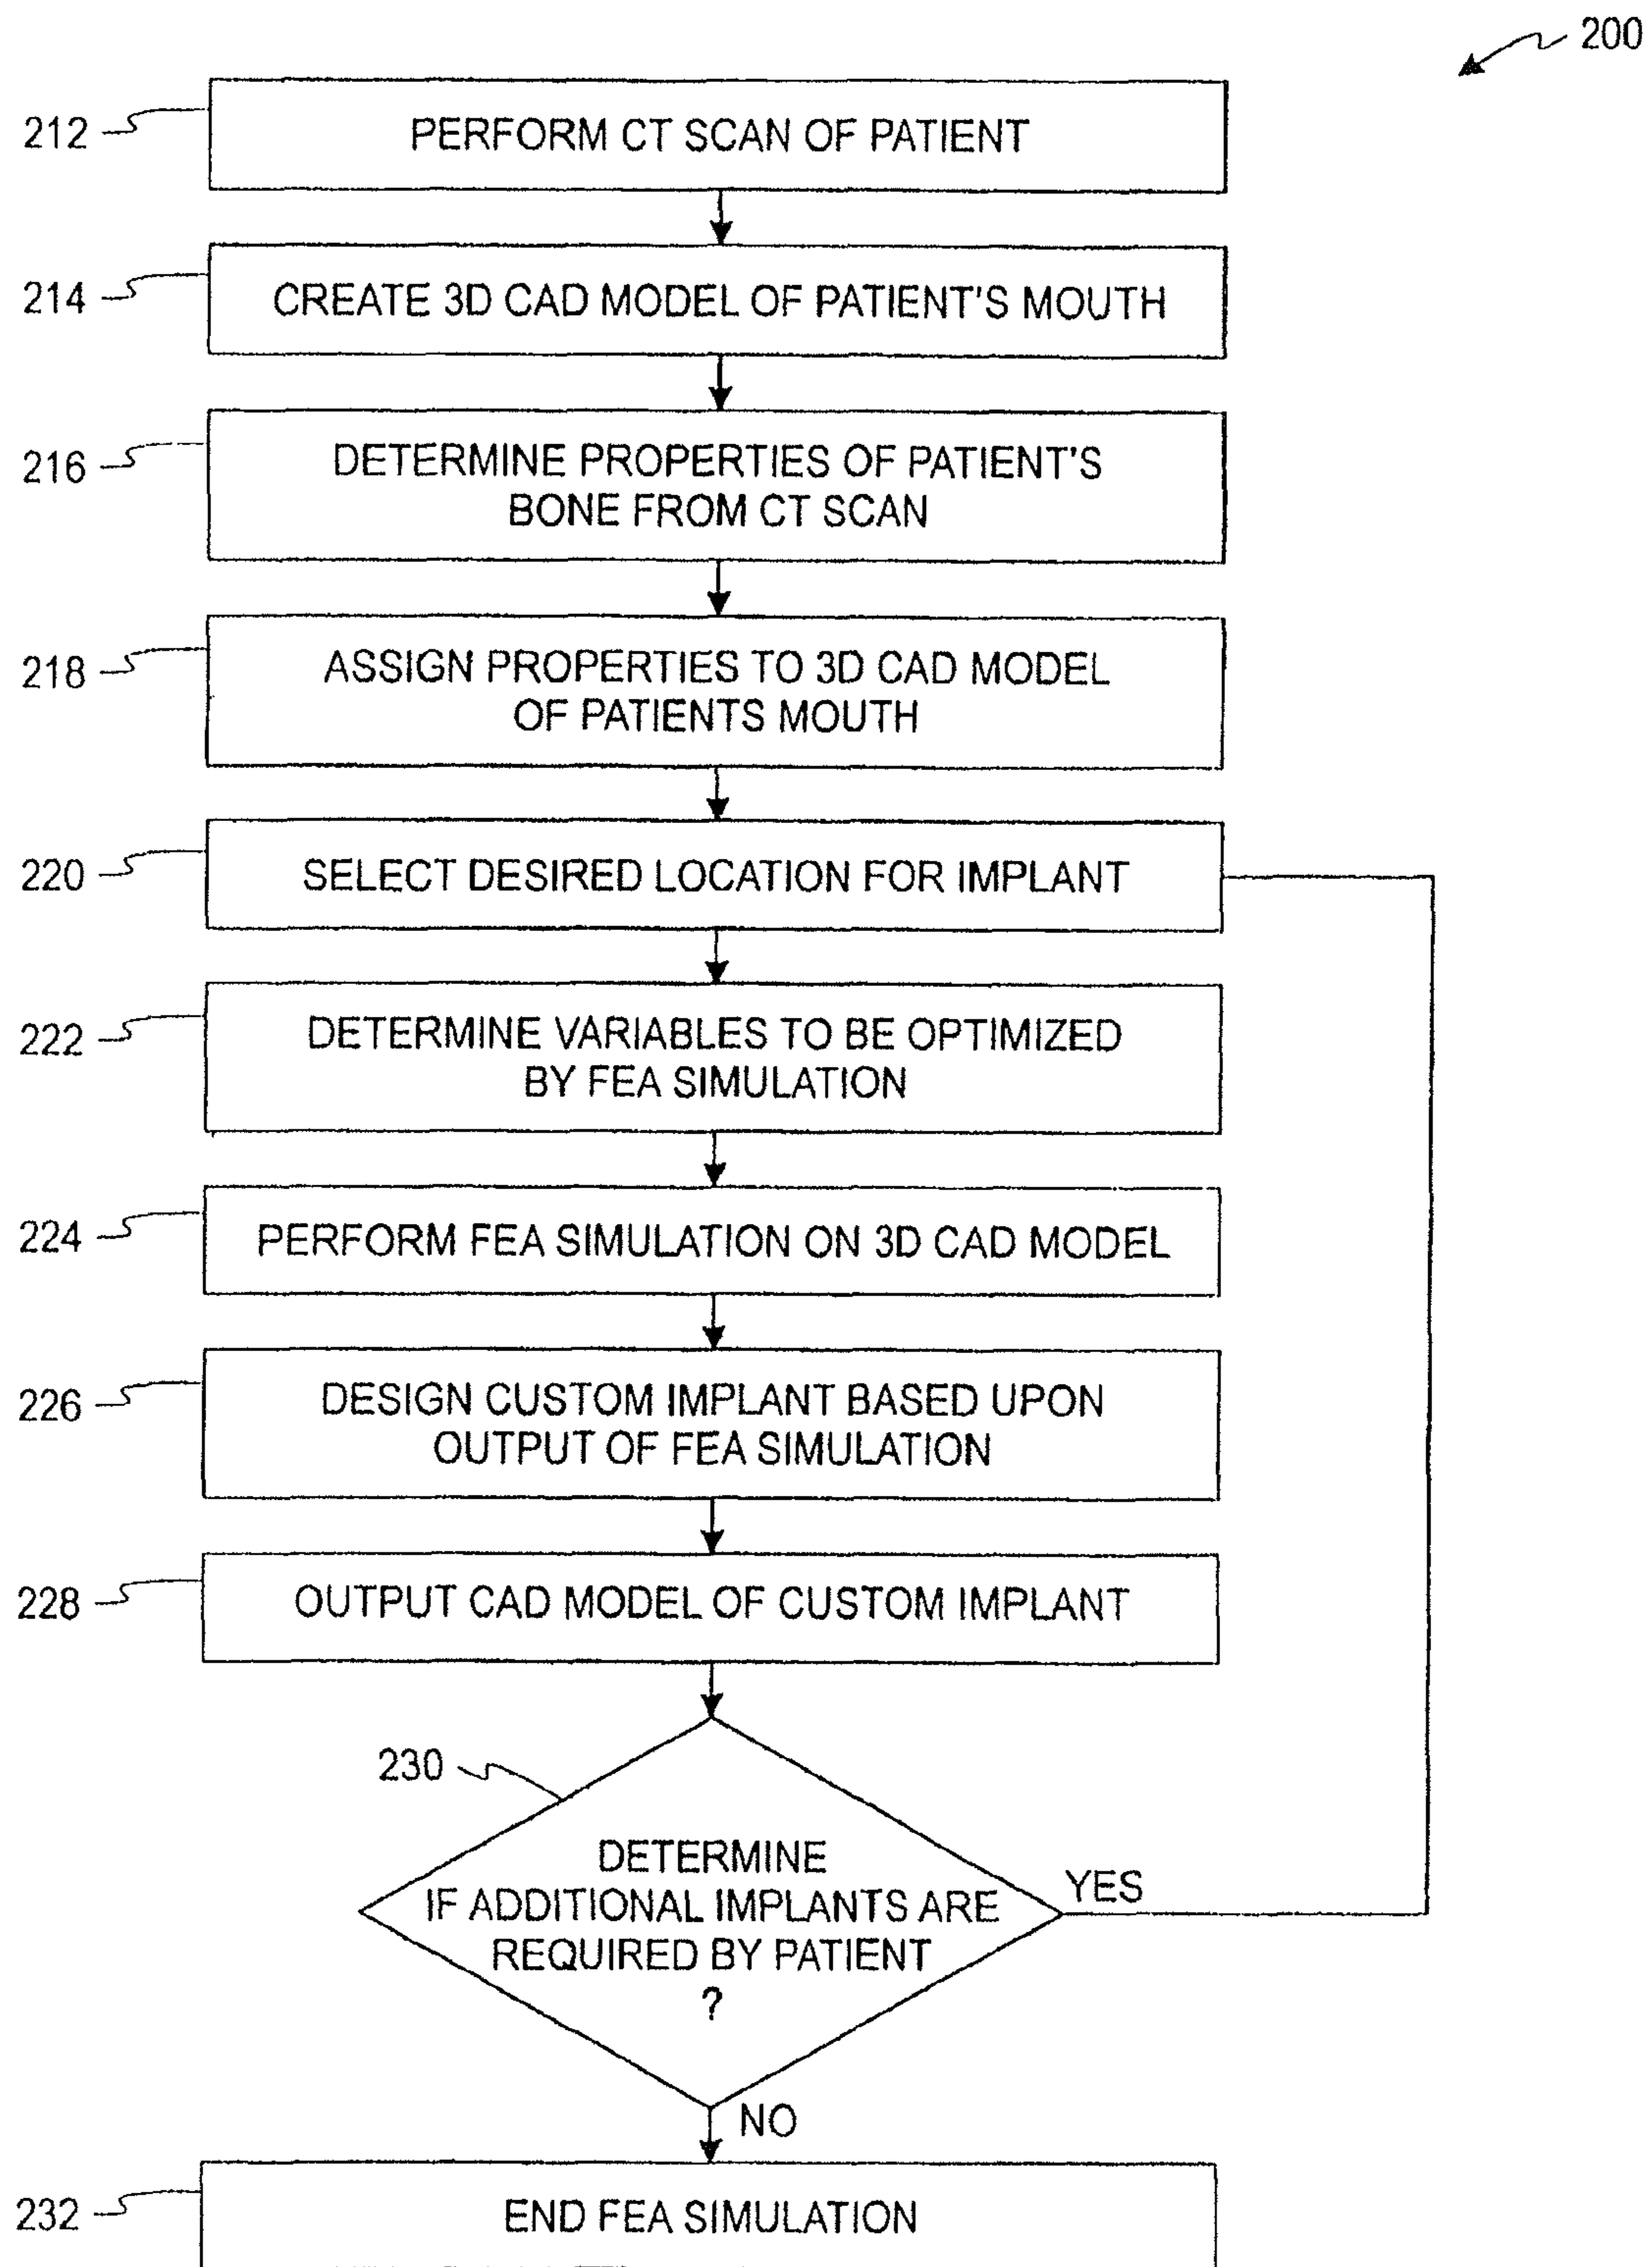 200
212
PERFORM CT SCAN OF PATIENT
214
CREATE 3D CAD MODEL OF PATIENT'S MOUTH
216
DETERMINE PROPERTIES OF PATIENT'S
BONE FROM CT SCAN
218
ASSIGN PROPERTIES TO 3D CAD MODEL
OF PATIENTS MOUTH
220
SELECT DESIRED LOCATION FOR IMPLANT
222
DETERMINE VARIABLES TO BE OPTIMIZED
BY FEA SIMULATION
224
PERFORM FEA SIMULATION ON 3D CAD MODEL
226
DESIGN CUSTOM IMPLANT BASED UPON
OUTPUT OF FEA SIMULATION
228
OUTPUT CAD MODEL OF CUSTOM IMPLANT
230
DETERMINE
IF ADDITIONAL IMPLANTS ARE
REQUIRED BY PATIENT
?
YES
NO
232
END FEA SIMULATION